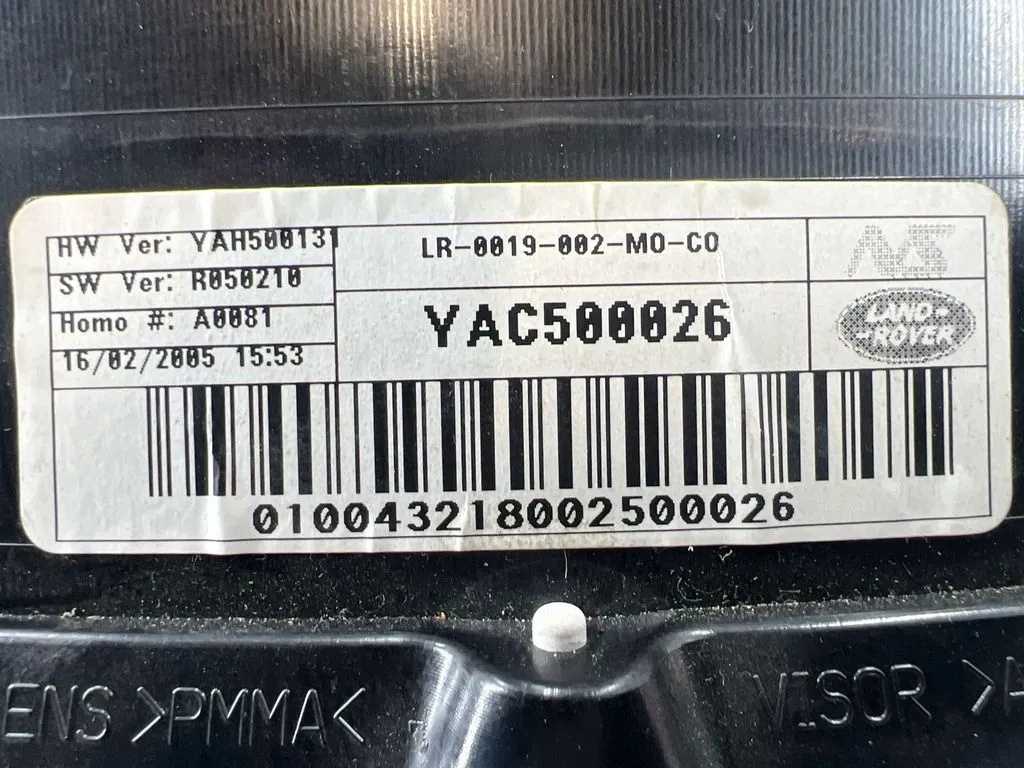 HW Ver: YAH500131
SW Ver: R050210
Homo #: A0081
16/02/2005 15:53
LR-0019-002-MO-CO
YAC500026
LAND-
-ROVER
010043218002500026
ENS >PMMA<
VISOR >A